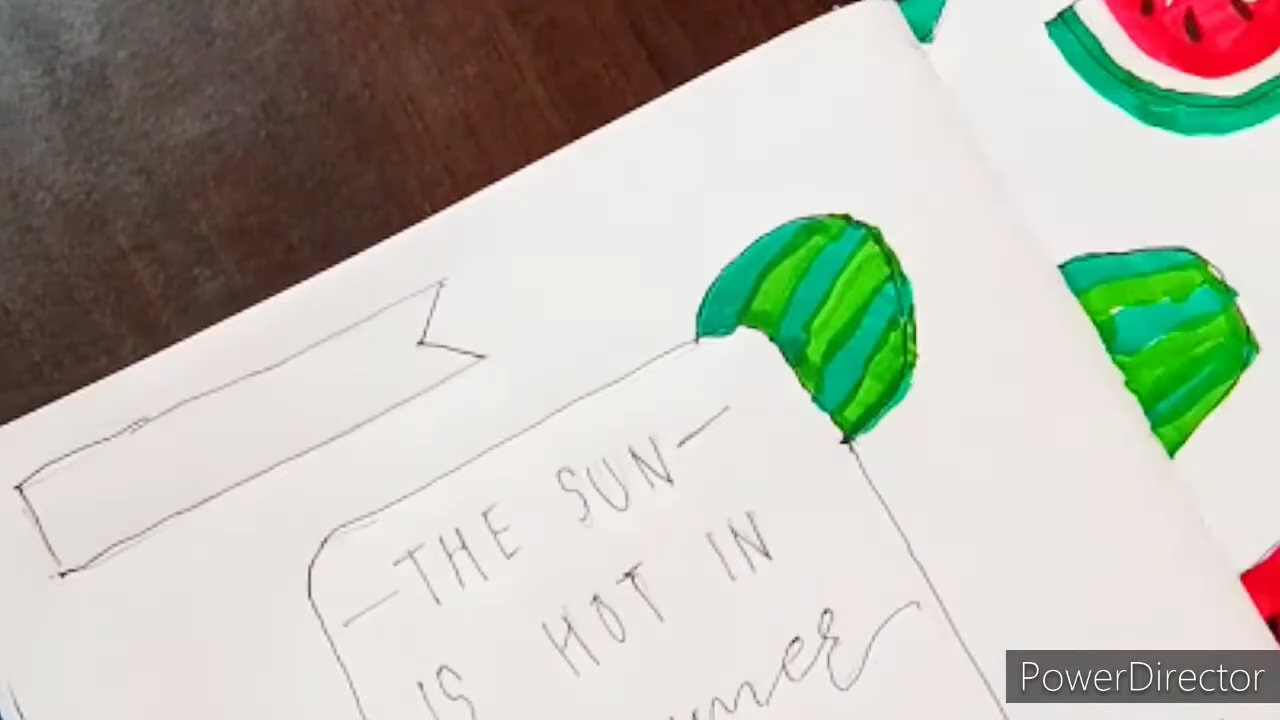 —THE SUN—
IS HOT IN
PowerDirector